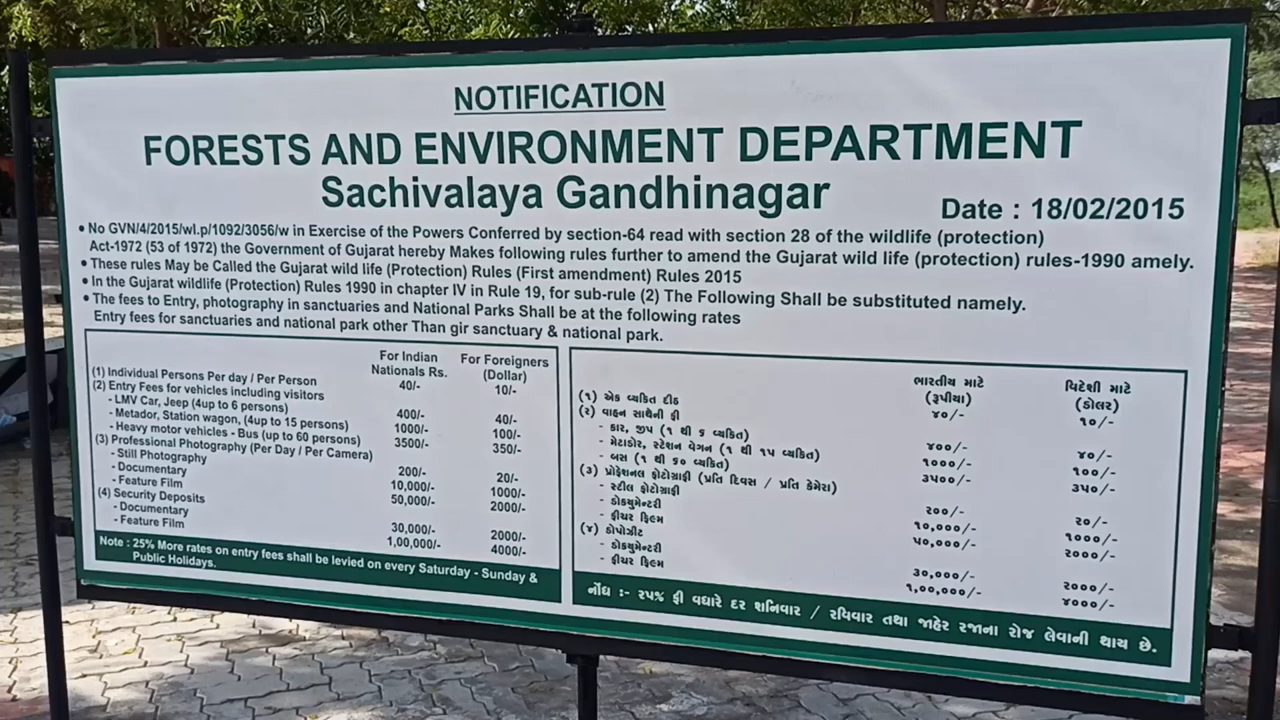 NOTIFICATION
FORESTS AND ENVIRONMENT DEPARTMENT
Sachivalaya Gandhinagar
Date : 18/02/2015
• No GVN/4/2015/wl.p/1092/3056/w in Exercise of the Powers Conferred by section-64 read with section 28 of the wildlife (protection)
Act-1972 (53 of 1972) the Government of Gujarat hereby Makes following rules further to amend the Gujarat wild life (protection) rules-1990 amely.
• These rules May be Called the Gujarat wild life (Protection) Rules (First amendment) Rules 2015
• In the Gujarat wildlife (Protection) Rules 1990 in chapter IV in Rule 19, for sub-rule (2) The Following Shall be substituted namely.
• The fees to Entry, photography in sanctuaries and National Parks Shall be at the following rates
Entry fees for sanctuaries and national park other Than gir sanctuary & national park.
For Indian For Foreigners
Nationals Rs. (Dollar)
(1) Individual Persons Per day / Per Person 40/- 10/-
(2) Entry Fees for vehicles including visitors
- LMV Car, Jeep (4up to 6 persons) 400/- 40/-
- Metador, Station wagon, (4up to 15 persons) 1000/- 100/-
- Heavy motor vehicles - Bus (up to 60 persons) 3500/- 350/-
(3) Professional Photography (Per Day / Per Camera)
- Still Photography 200/- 20/-
- Documentary 10,000/- 1000/-
- Feature Film 50,000/- 2000/-
(4) Security Deposits
- Documentary 30,000/- 2000/-
- Feature Film 1,00,000/- 4000/-
Note : 25% More rates on entry fees shall be levied on every Saturday - Sunday &
Public Holidays.
ભારતીય માટે વિદેશી માટે
(રૂપીયા) (ડોલર)
(૧) એક વ્યકિત દીઠ ૪૦/- ૧૦/-
(૨) વાહન સાથેની ફી
- કાર, જીપ (૧ થી ૬ વ્યકિત) ૪૦૦/- ૪૦/-
- મેટાડોર, સ્ટેશન વેગન (૧ થી ૧૫ વ્યકિત) ૧૦૦૦/- ૧૦૦/-
- બસ (૧ થી ૬૦ વ્યકિત) ૩૫૦૦/- ૩૫૦/-
(૩) પ્રોફેશનલ ફોટોગ્રાફી (પ્રતિ દિવસ / પ્રતિ કેમેરા)
- સ્ટીલ ફોટોગ્રાફી ૨૦૦/- ૨૦/-
- ડોકયુમેન્ટરી ૧૦,૦૦૦/- ૧૦૦૦/-
- ફીચર ફિલ્મ ૫૦,૦૦૦/- ૨૦૦૦/-
(૪) ડોપોઝીટ
- ડોકયુમેન્ટરી ૩૦,૦૦૦/- ૨૦૦૦/-
- ફીચર ફિલ્મ ૧,૦૦,૦૦૦/- ૪૦૦૦/-
નોંધ :- ૨૫% ફી વધારે દર શનિવાર / રવિવાર તથા જાહેર રજાના રોજ લેવાની થાય છે.